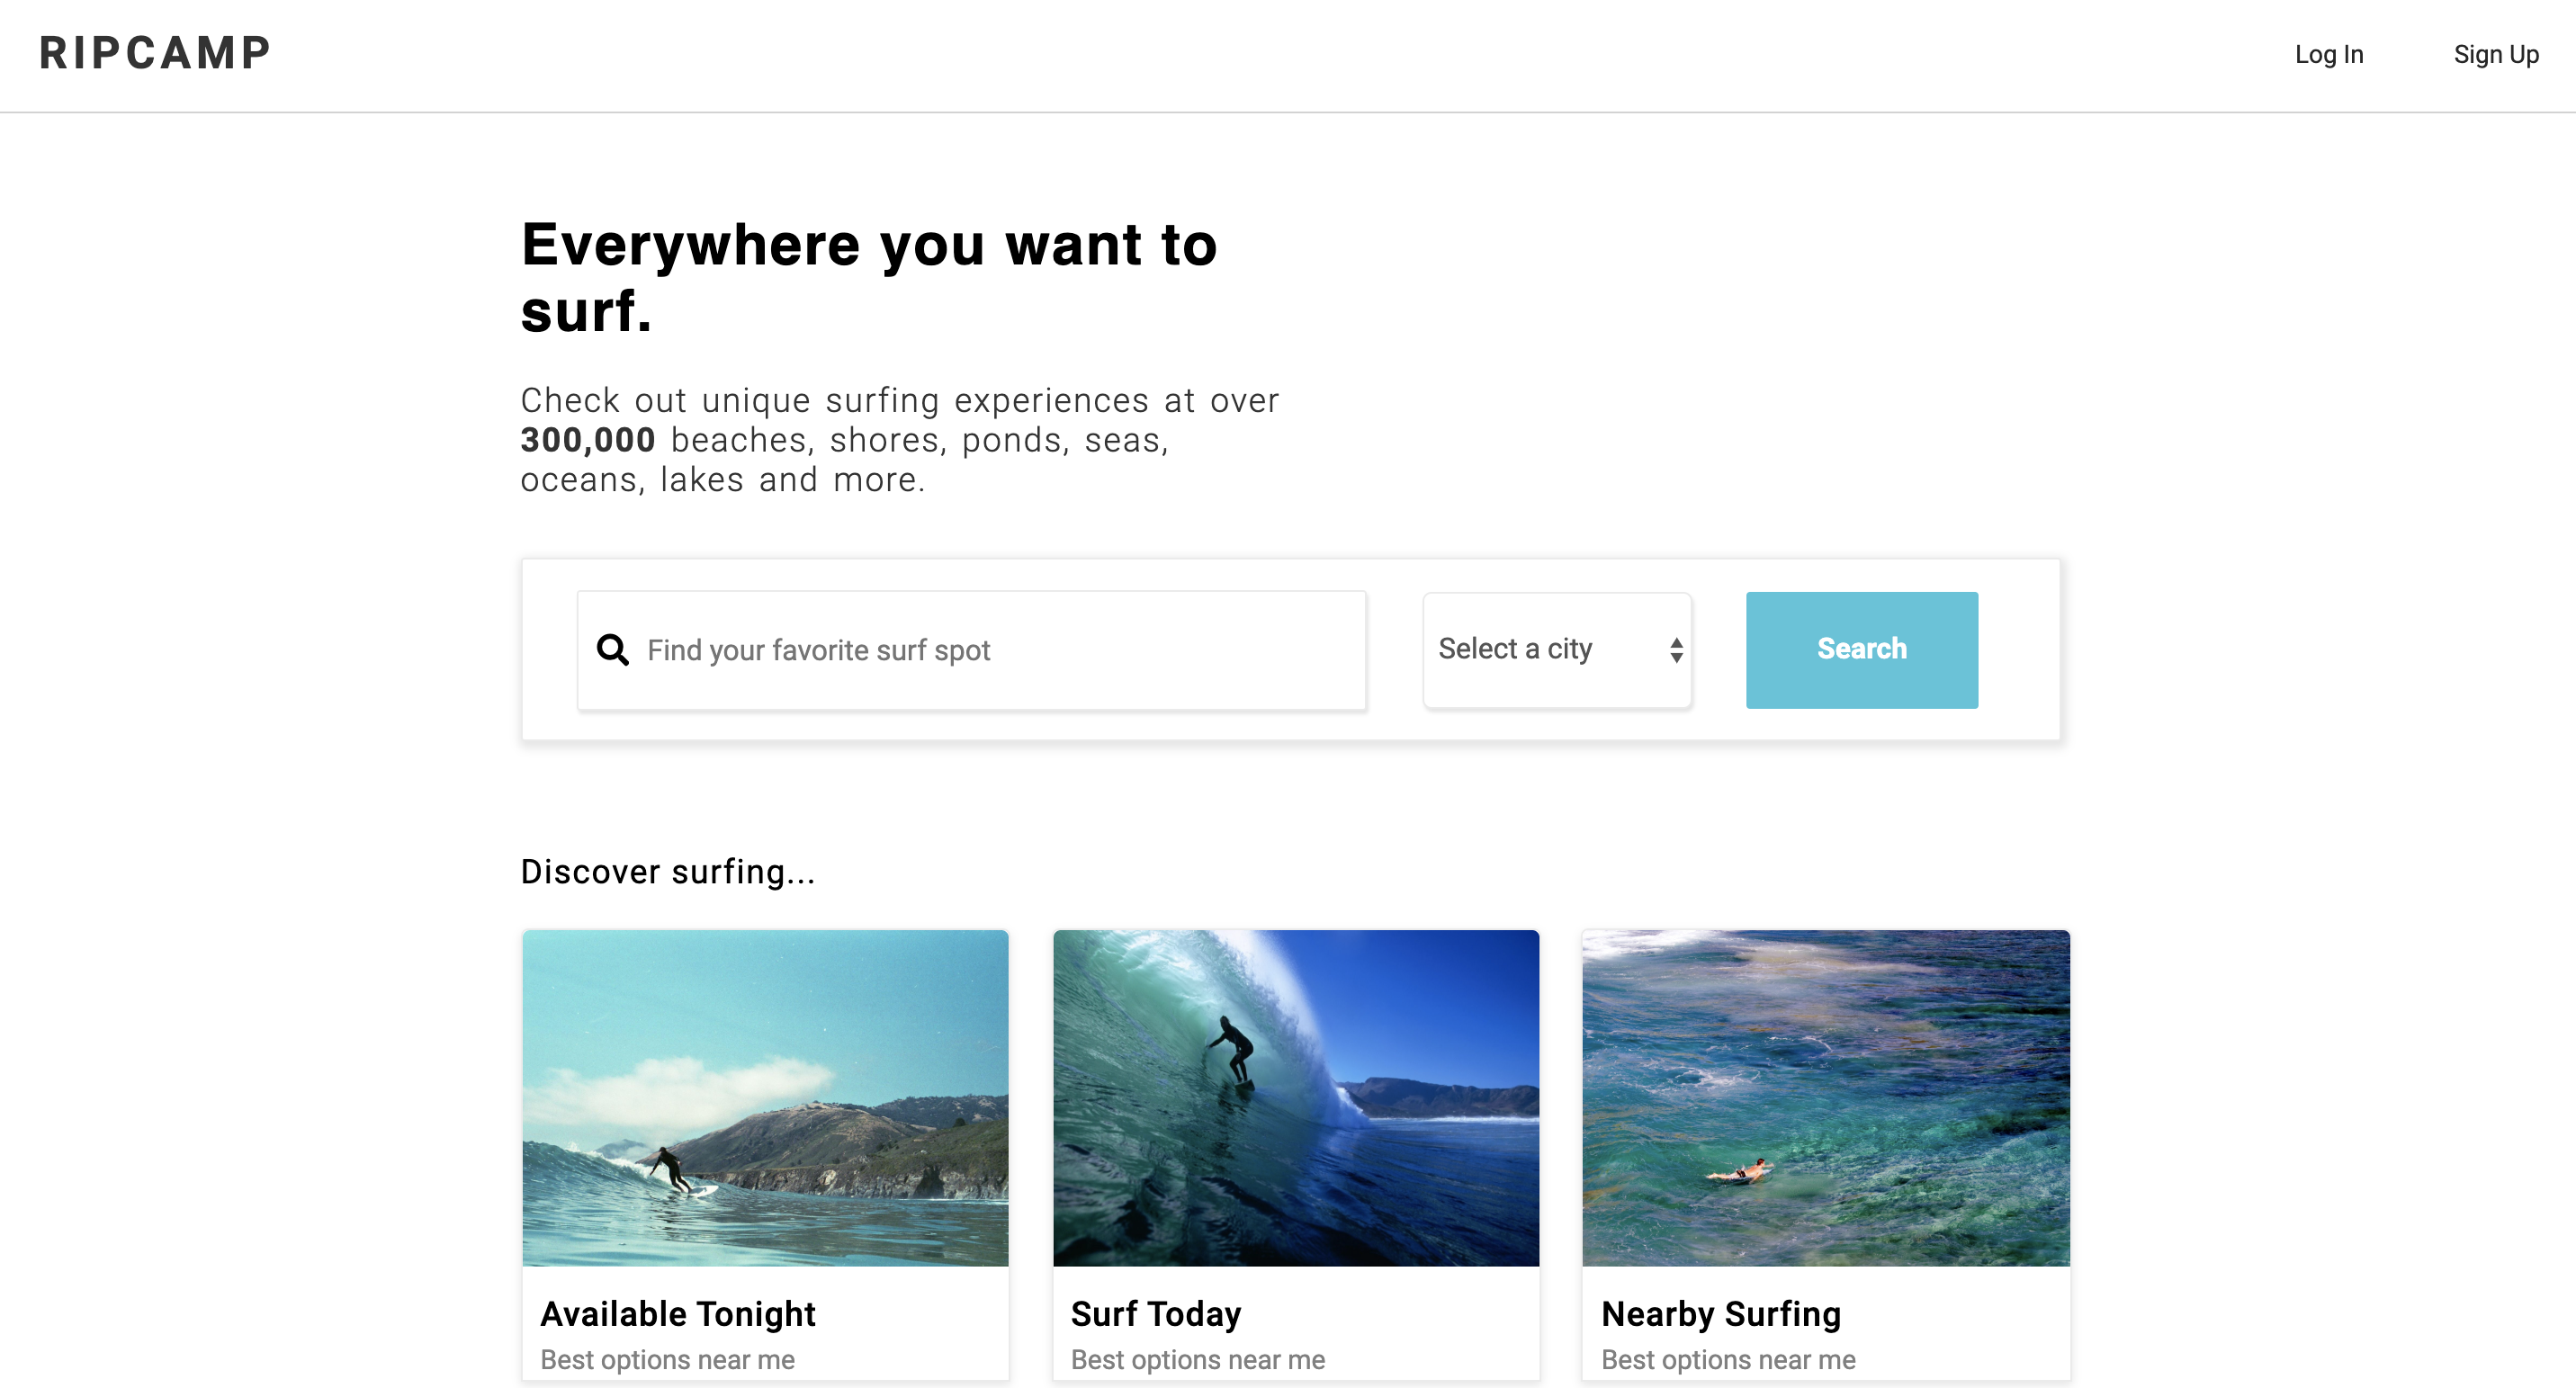 RIPCAMP
Log In
Sign Up
Everywhere you want to
surf.
Check out unique surfing experiences at over
300,000 beaches, shores, ponds, seas,
oceans, lakes and more.
Find your favorite surf spot
Select a city
Search
Discover surfing...
Available Tonight
Best options near me
Surf Today
Best options near me
Nearby Surfing
Best options near me